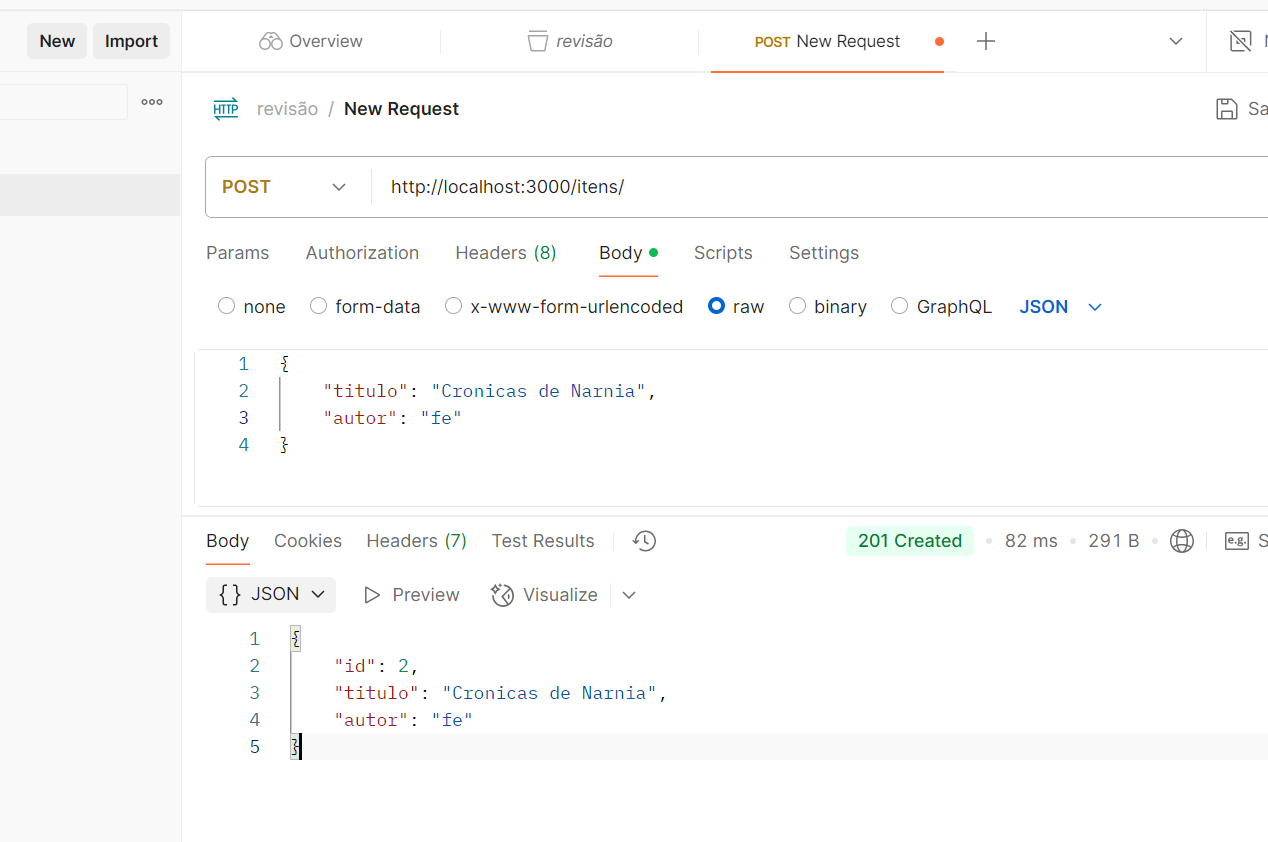 New Import Overview revisão POST New Request
HTTP revisão / New Request
POST http://localhost:3000/itens/
Params Authorization Headers (8) Body Scripts Settings
none form-data x-www-form-urlencoded raw binary GraphQL JSON
1 {
2 "titulo": "Cronicas de Narnia",
3 "autor": "fe"
4 }
Body Cookies Headers (7) Test Results 201 Created 82 ms 291 B e.g.
{} JSON Preview Visualize
1 {
2 "id": 2,
3 "titulo": "Cronicas de Narnia",
4 "autor": "fe"
5 }